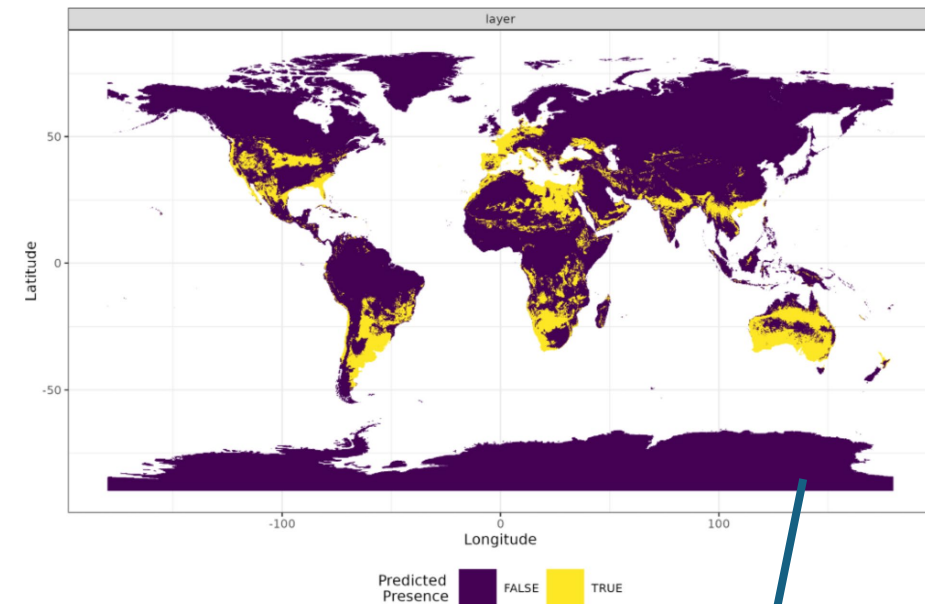 layer
50
0
-50
Latitude
-100 0 100
Longitude
Predicted
Presence
FALSE TRUE